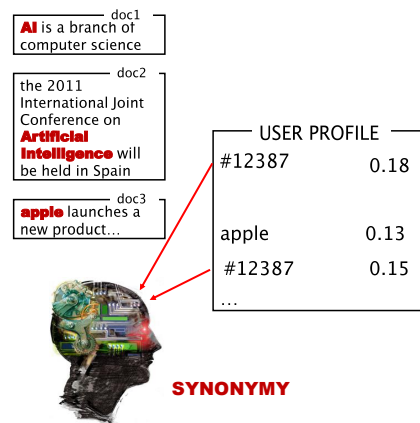 doc1
AI is a branch of
computer science
doc2
the 2011
International Joint
Conference on
Artificial
Intelligence will
be held in Spain
doc3
apple launches a
new product…
USER PROFILE
#12387 0.18
apple 0.13
#12387 0.15
…
SYNONYMY